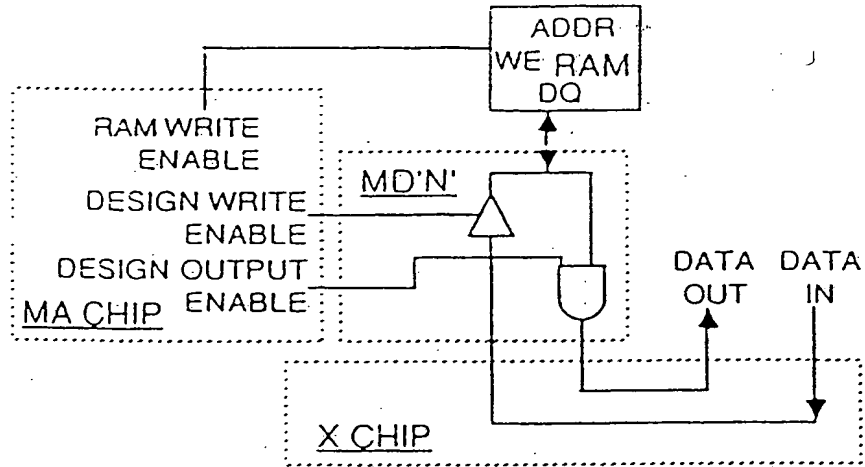 ADDR
WE RAM
DQ
RAM WRITE
ENABLE
MD'N'
DESIGN WRITE
ENABLE
DESIGN OUTPUT
ENABLE
MA CHIP
DATA DATA
OUT IN
X CHIP